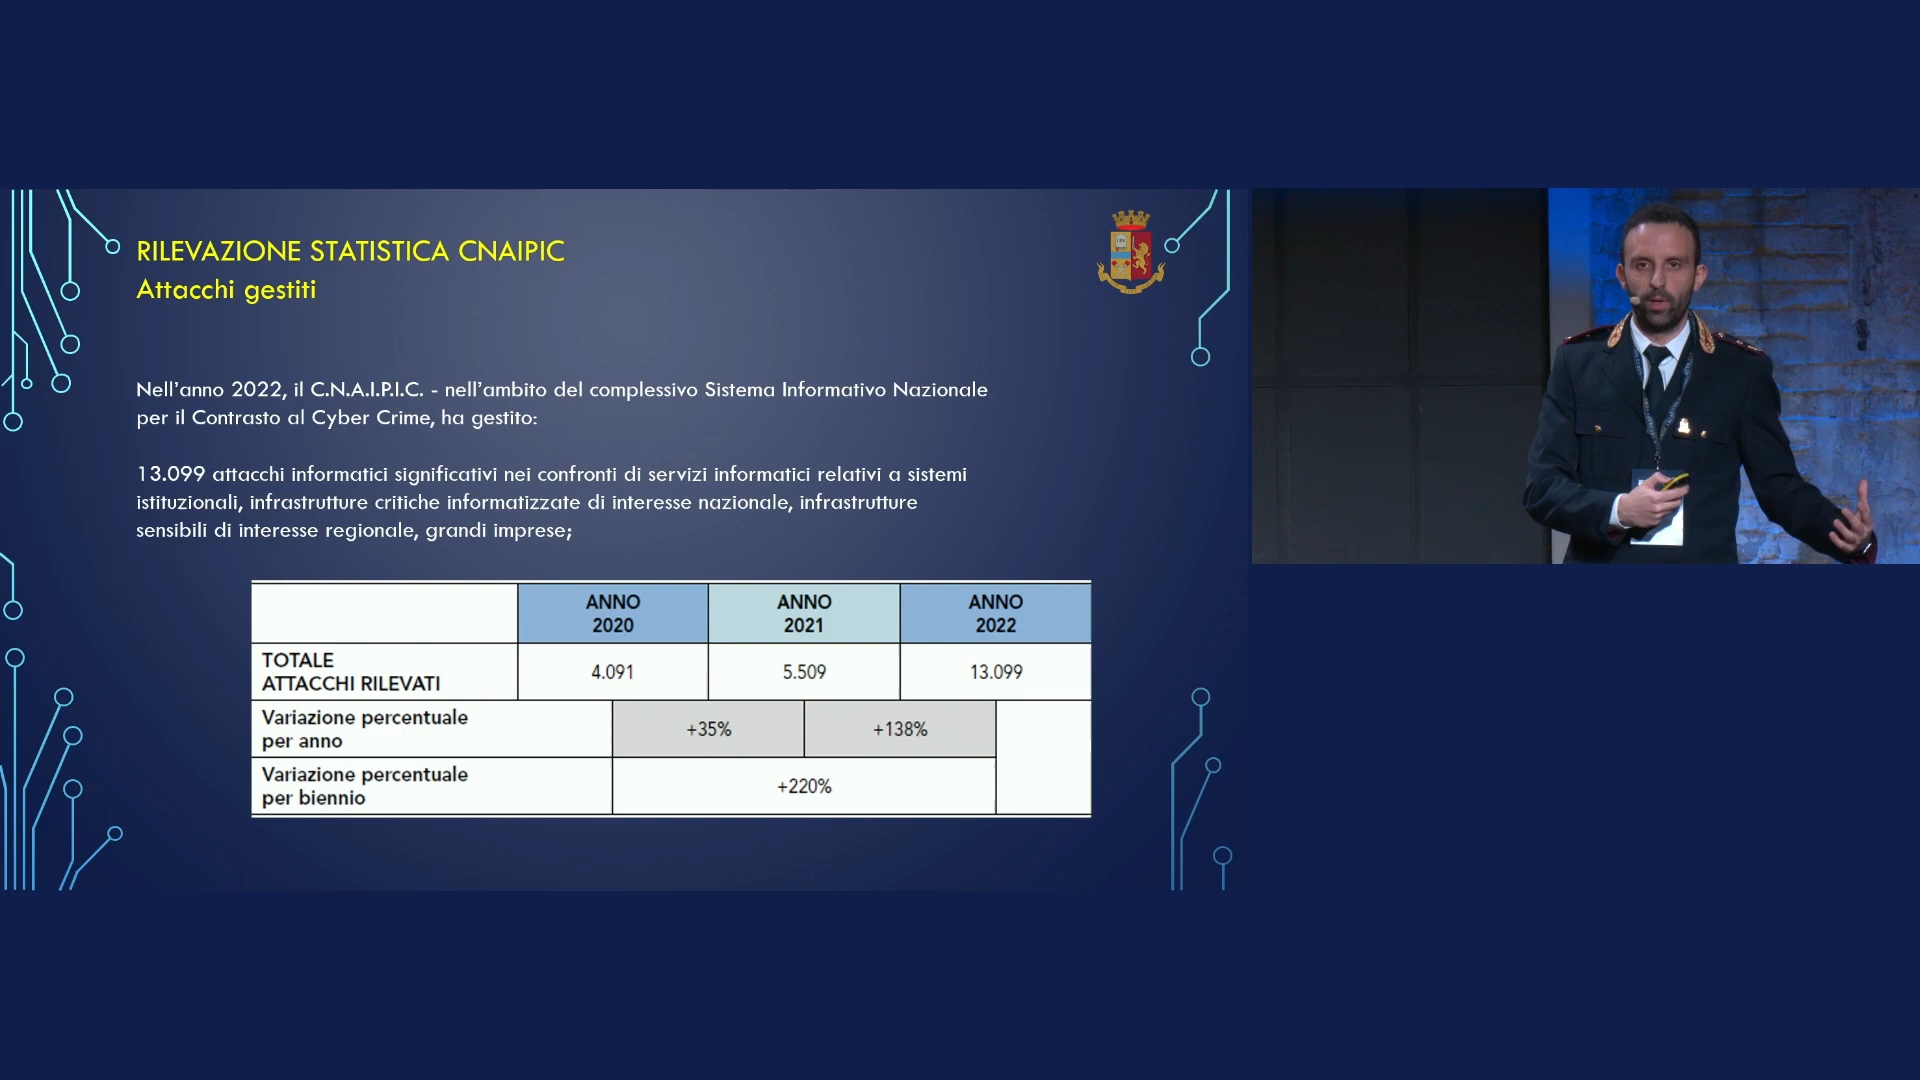 RILEVAZIONE STATISTICA CNAIPIC
Attacchi gestiti
Nell'anno 2022, il C.N.A.I.P.I.C. - nell'ambito del complessivo Sistema Informativo Nazionale
per il Contrasto al Cyber Crime, ha gestito:
13.099 attacchi informatici significativi nei confronti di servizi informatici relativi a sistemi
istituzionali, infrastrutture critiche informatizzate di interesse nazionale, infrastrutture
sensibili di interesse regionale, grandi imprese;
ANNO 2020 ANNO 2021 ANNO 2022
TOTALE
ATTACCHI RILEVATI 4.091 5.509 13.099
Variazione percentuale
per anno +35% +138%
Variazione percentuale
per biennio +220%